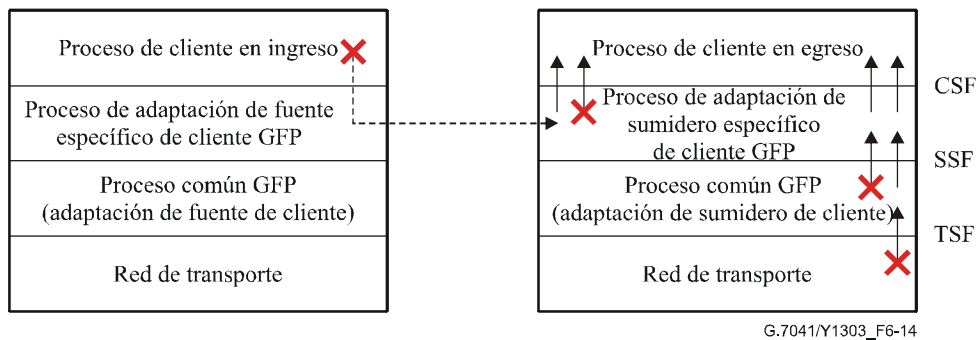 Proceso de cliente en ingreso
Proceso de adaptación de fuente
específico de cliente GFP
Proceso común GFP
(adaptación de fuente de cliente)
Red de transporte
Proceso de cliente en egreso
Proceso de adaptación de
sumidero específico
de cliente GFP
Proceso común GFP
(adaptación de sumidero de cliente)
Red de transporte
CSF
SSF
TSF
G.7041/Y1303_F6-14